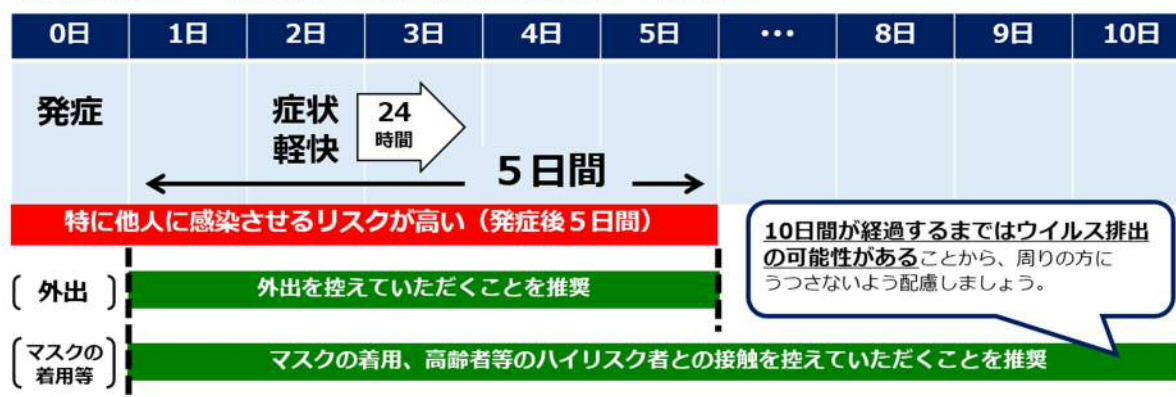 0日 1日 2日 3日 4日 5日 … 8日 9日 10日
発症
症状
軽快
24
時間
5日間
特に他人に感染させるリスクが高い（発症後5日間）
10日間が経過するまではウイルス排出
の可能性があることから、周りの方に
うつさないよう配慮しましょう。
〔外出〕
外出を控えていただくことを推奨
マスクの
着用等
マスクの着用、高齢者等のハイリスク者との接触を控えていただくことを推奨